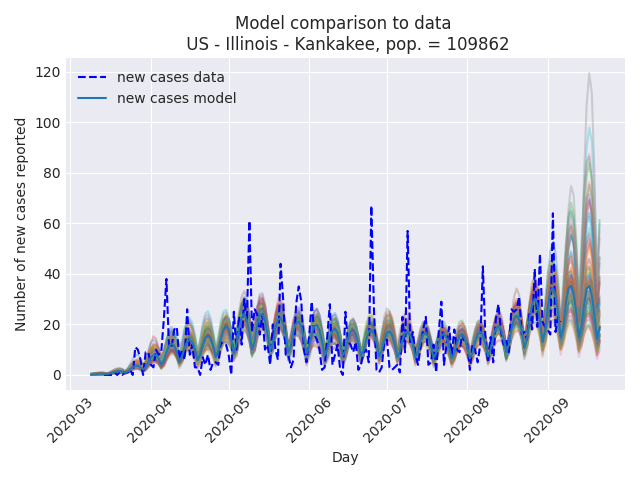 Model comparison to data
US - Illinois - Kankakee, pop. = 109862
new cases data
new cases model
Number of new cases reported
120
100
80
60
40
20
0
2020-03
2020-04
2020-05
2020-06
2020-07
2020-08
2020-09
Day